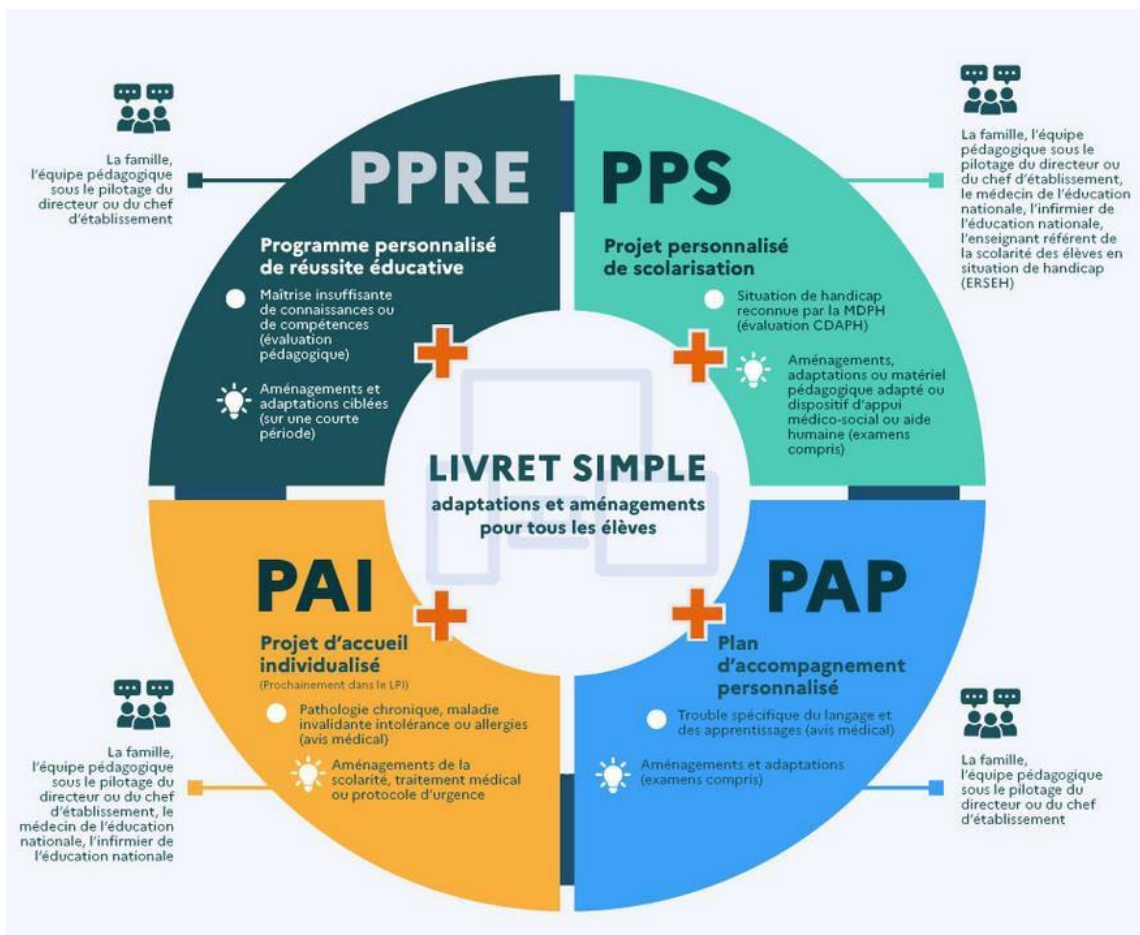 La famille,
l'équipe pédagogique
sous le pilotage du
directeur ou du chef
d'établissement
PPRE
Programme personnalisé
de réussite éducative
Maîtrise insuffisante
de connaissances ou
de compétences
(évaluation
pédagogique)
Aménagements et
adaptations ciblées
(sur une courte
période)
PPS
Projet personnalisé
de scolarisation
Situation de handicap
reconnue par la MDPH
(évaluation CDAPH)
Aménagements,
adaptations ou matériel
pédagogique adapté ou
dispositif d'appui
médico-social ou aide
humaine (examens
compris)
La famille, l'équipe
pédagogique sous le
pilotage du directeur ou
du chef d'établissement,
le médecin de l'éducation
nationale, l'infirmier de
l'éducation nationale,
l'enseignant référent de
la scolarité des élèves en
situation de handicap
(ERSEH)
LIVRET SIMPLE
adaptations et aménagements
pour tous les élèves
PAI
Projet d'accueil
individualisé
(Prochainement dans le LPI)
Pathologie chronique, maladie
invalidante intolérance ou allergies
(avis médical)
Aménagements de la
scolarité, traitement médical
ou protocole d'urgence
La famille,
l'équipe pédagogique
sous le pilotage du
directeur ou du chef
d'établissement, le
médecin de l'éducation
nationale, l'infirmier de
l'éducation nationale
PAP
Plan
d'accompagnement
personnalisé
Trouble spécifique du langage et
des apprentissages (avis médical)
Aménagements et adaptations
(examens compris)
La famille,
l'équipe pédagogique
sous le pilotage du
directeur ou du chef
d'établissement